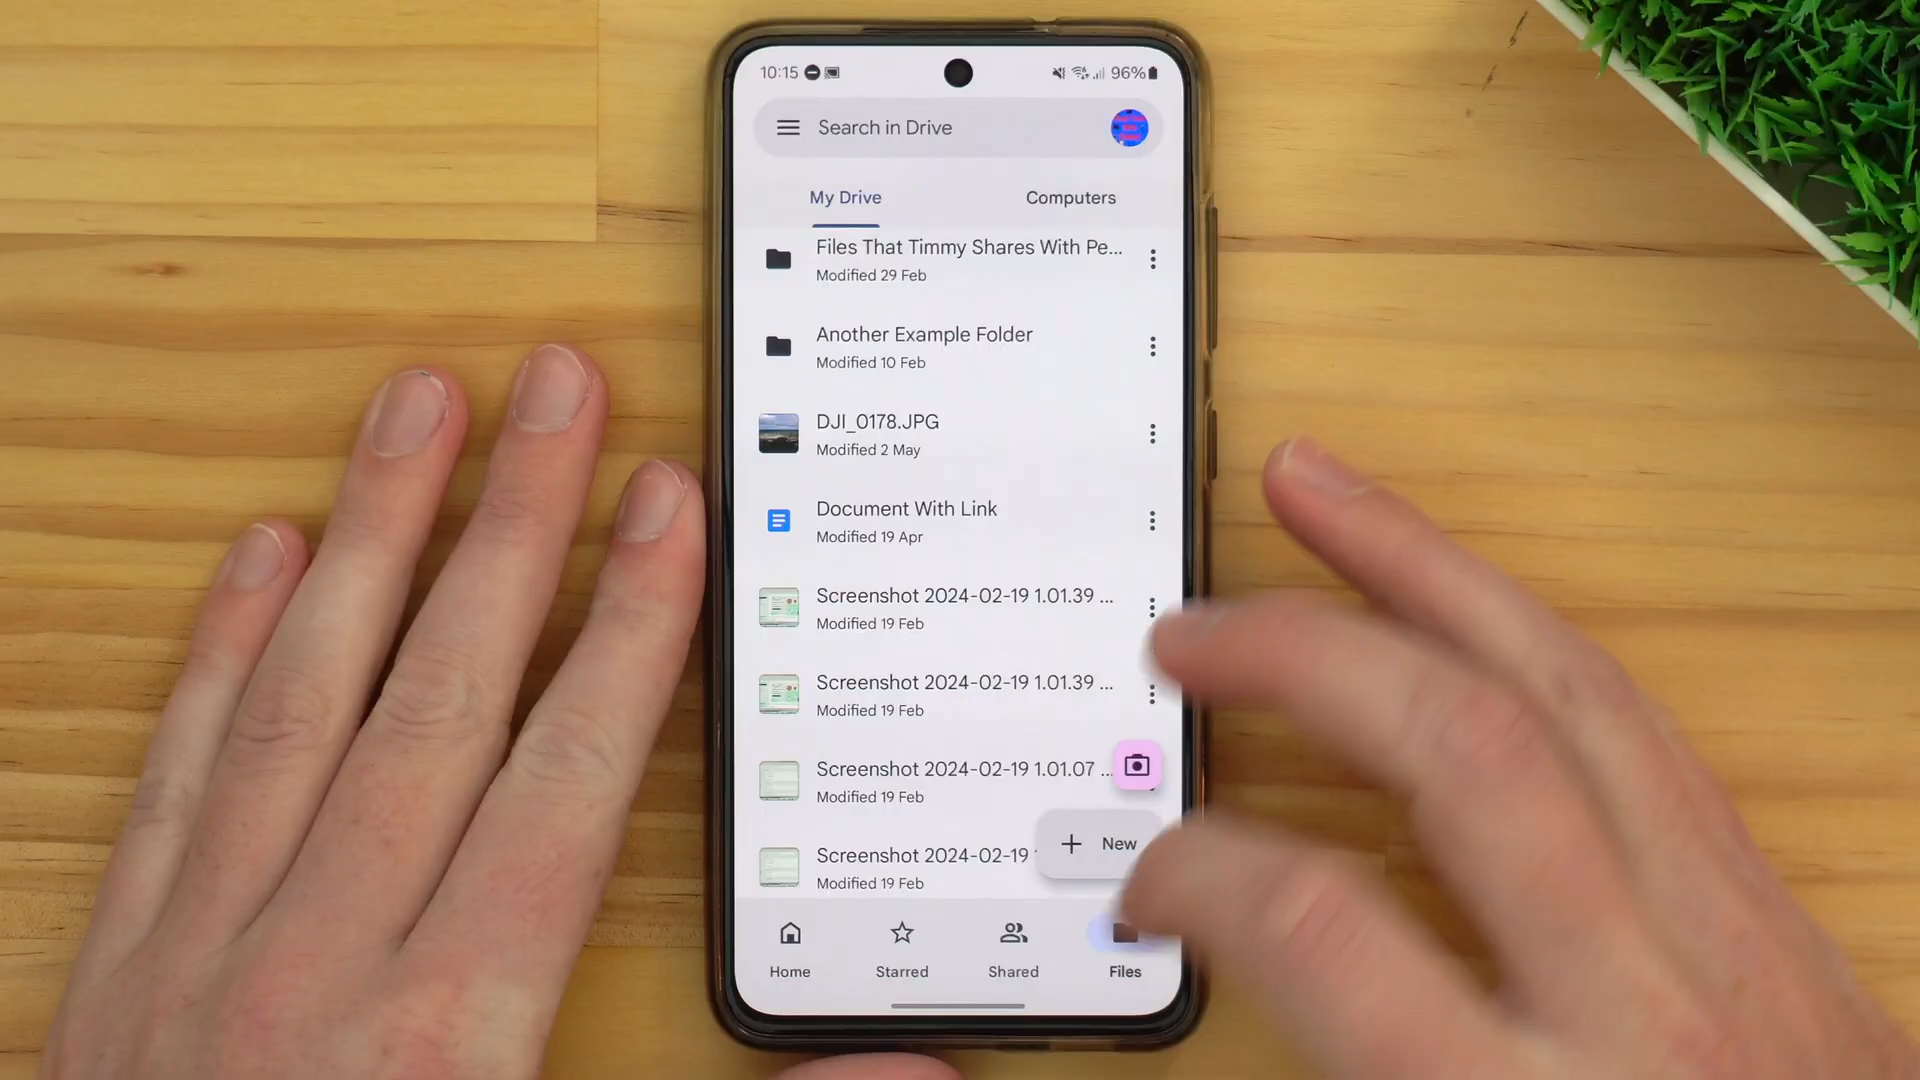 10:15
96%
Search in Drive
My Drive
Computers
Files That Timmy Shares With Pe...
Modified 29 Feb
Another Example Folder
Modified 10 Feb
DJI_0178.JPG
Modified 2 May
Document With Link
Modified 19 Apr
Screenshot 2024-02-19 1.01.39 ...
Modified 19 Feb
Screenshot 2024-02-19 1.01.39 ...
Modified 19 Feb
Screenshot 2024-02-19 1.01.07 ...
Modified 19 Feb
New
Screenshot 2024-02-19
Modified 19 Feb
Home
Starred
Shared
Files